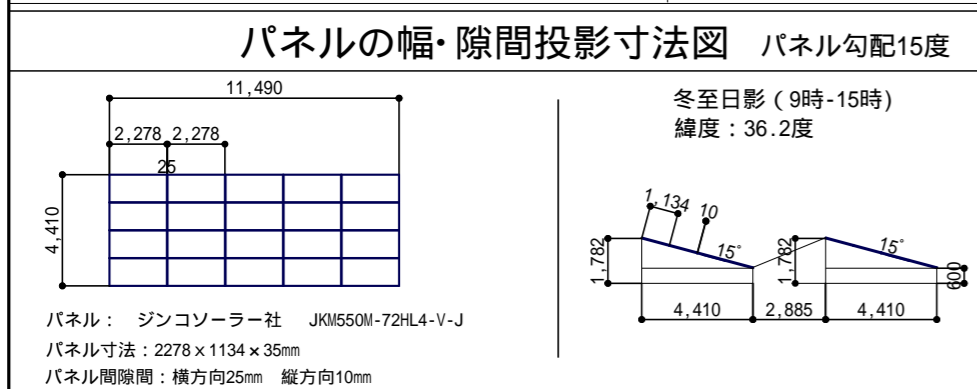 パネルの幅・隙間投影寸法図 パネル勾配15度
11,490
2,278 2,278
25
4,410
パネル： ジンコソーラー社 JKM550M-72HL4-V-J
パネル寸法：2278×1134×35mm
パネル間隙間：横方向25mm 縦方向10mm
冬至日影（9時-15時）
緯度：36.2度
1,134 10
15° 15°
1,782 1,782 600
4,410 2,885 4,410